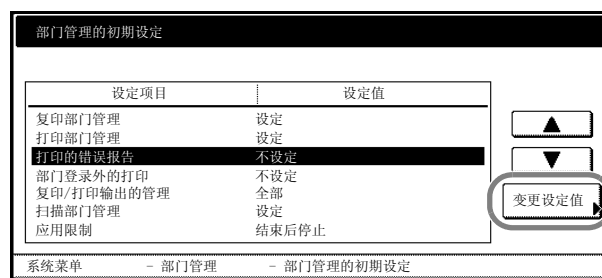 部门管理的初期设定
设定项目 设定值
复印部门管理 设定
打印部门管理 设定
打印的错误报告 不设定
部门登录外的打印 不设定
复印/打印输出的管理 全部
扫描部门管理 设定
应用限制 结束后停止
变更设定值
系统菜单 - 部门管理 - 部门管理的初期设定